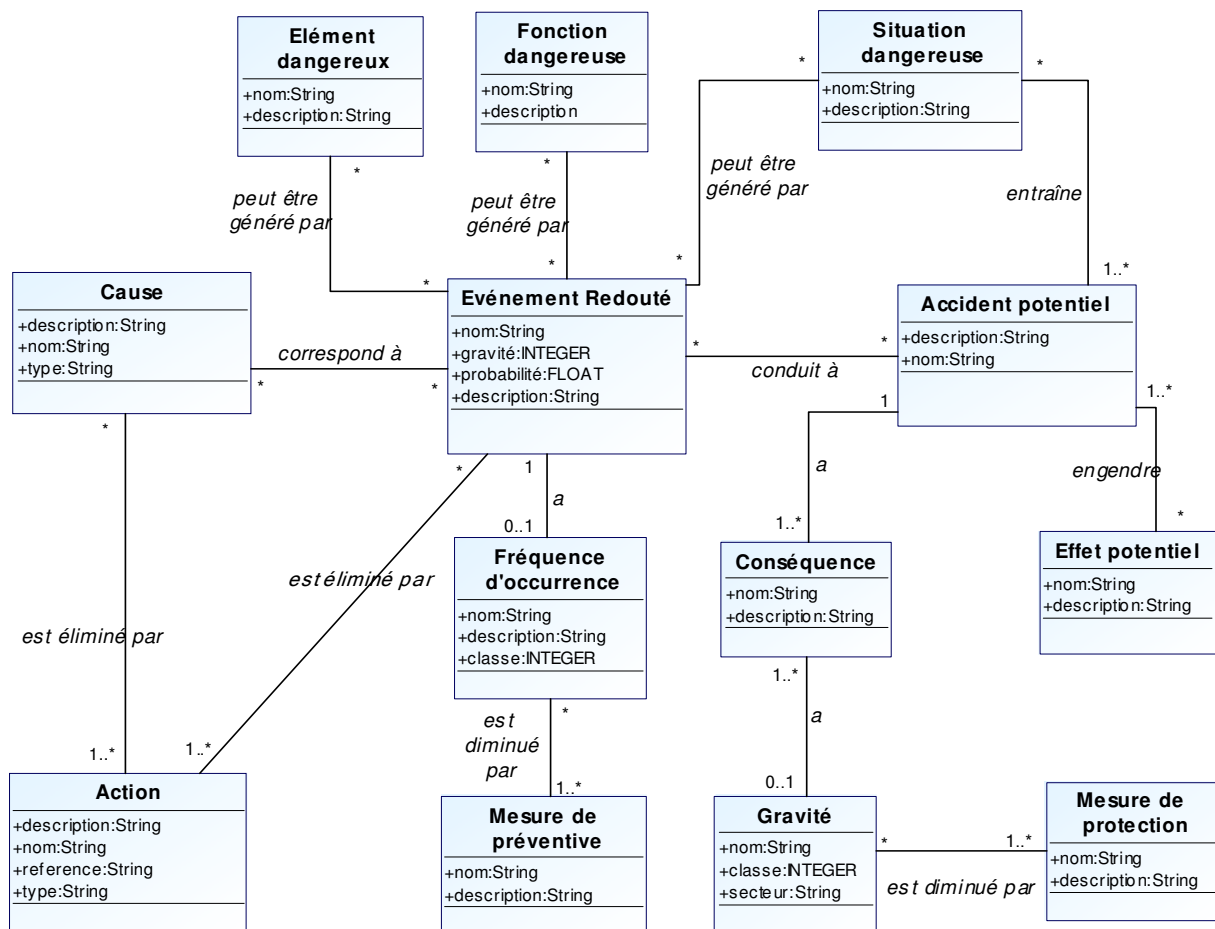 Elément
dangereux
+nom:String
+description:String
Fonction
dangereuse
+nom:String
+description
Situation
dangereuse
+nom:String
+description:String
*
*
*
*
peut être
généré par
peut être
généré par
peut être
généré par
entraîne
*
*
*
1..*
Cause
+description:String
+nom:String
+type:String
correspond à
*
*
Evénement Redouté
+nom:String
+gravité:INTEGER
+probabilité:FLOAT
+description:String
*
*
conduit à
Accident potentiel
+description:String
+nom:String
*
*
1
1
1..*
a
a
engendre
0..1
1..*
*
est éliminé par
est éliminé par
Fréquence
d'occurrence
+nom:String
+description:String
+classe:INTEGER
Conséquence
+nom:String
+description:String
Effet potentiel
+nom:String
+description:String
*
1..*
est
diminué
par
a
1..*
1..*
1..*
0..1
Action
+description:String
+nom:String
+reference:String
+type:String
Mesure de
préventive
+nom:String
+description:String
Gravité
+nom:String
+classe:INTEGER
+secteur:String
*
1..*
est diminué par
Mesure de
protection
+nom:String
+description:String